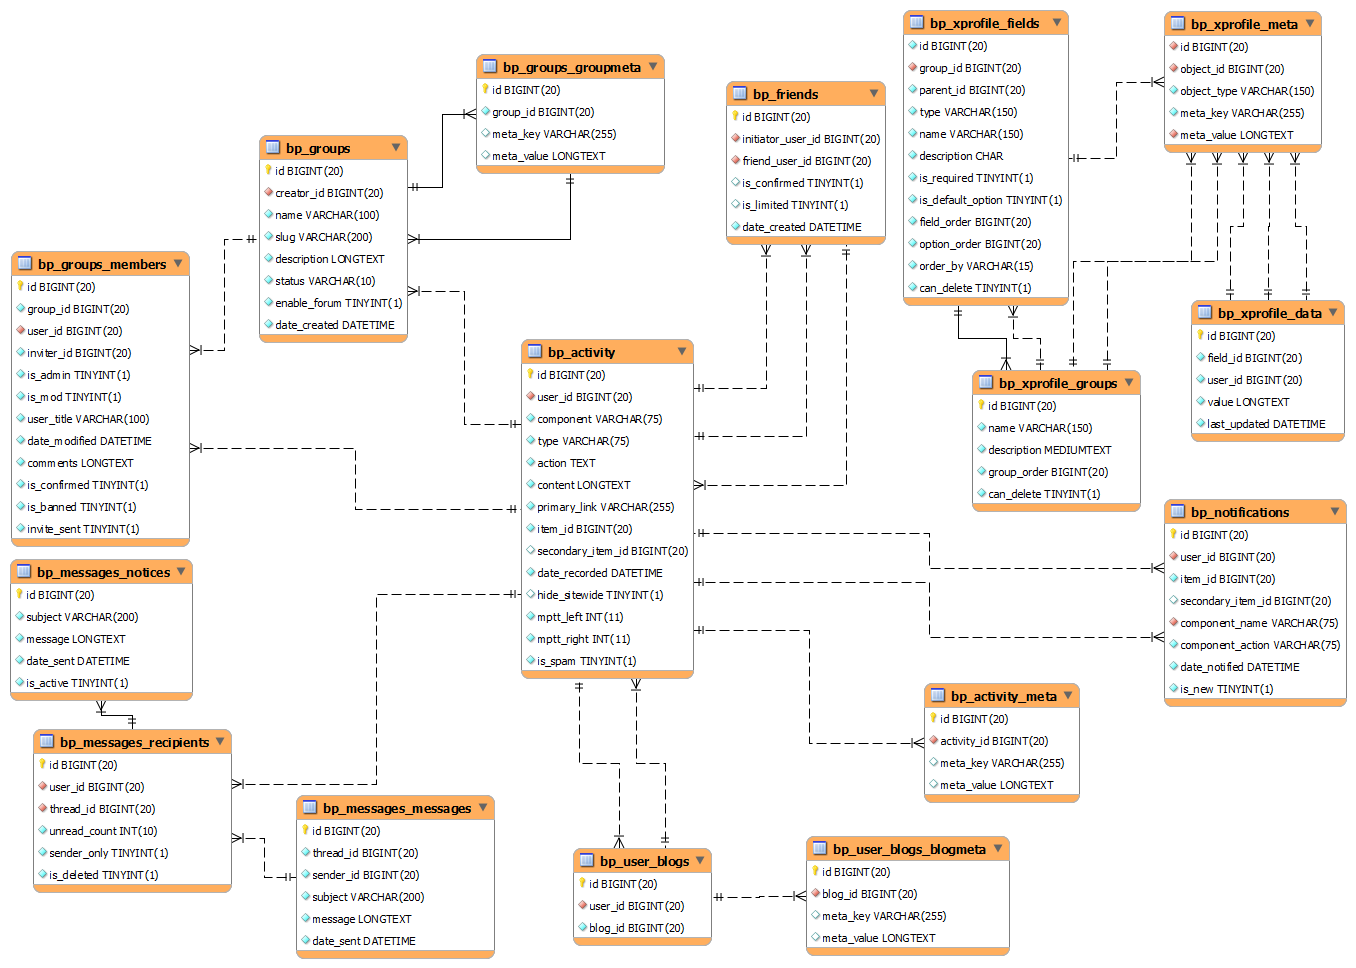 bp_groups_groupmeta
id BIGINT(20)
group_id BIGINT(20)
meta_key VARCHAR(255)
meta_value LONGTEXT
bp_groups
id BIGINT(20)
creator_id BIGINT(20)
name VARCHAR(100)
slug VARCHAR(200)
description LONGTEXT
status VARCHAR(10)
enable_forum TINYINT(1)
date_created DATETIME
bp_groups_members
id BIGINT(20)
group_id BIGINT(20)
user_id BIGINT(20)
inviter_id BIGINT(20)
is_admin TINYINT(1)
is_mod TINYINT(1)
user_title VARCHAR(100)
date_modified DATETIME
comments LONGTEXT
is_confirmed TINYINT(1)
is_banned TINYINT(1)
invite_sent TINYINT(1)
bp_messages_notices
id BIGINT(20)
subject VARCHAR(200)
message LONGTEXT
date_sent DATETIME
is_active TINYINT(1)
bp_messages_recipients
id BIGINT(20)
user_id BIGINT(20)
thread_id BIGINT(20)
unread_count INT(10)
sender_only TINYINT(1)
is_deleted TINYINT(1)
bp_messages_messages
id BIGINT(20)
thread_id BIGINT(20)
sender_id BIGINT(20)
subject VARCHAR(200)
message LONGTEXT
date_sent DATETIME
bp_activity
id BIGINT(20)
user_id BIGINT(20)
component VARCHAR(75)
type VARCHAR(75)
action TEXT
content LONGTEXT
primary_link VARCHAR(255)
item_id BIGINT(20)
secondary_item_id BIGINT(20)
date_recorded DATETIME
hide_sitewide TINYINT(1)
mptt_left INT(11)
mptt_right INT(11)
is_spam TINYINT(1)
bp_friends
id BIGINT(20)
initiator_user_id BIGINT(20)
friend_user_id BIGINT(20)
is_confirmed TINYINT(1)
is_limited TINYINT(1)
date_created DATETIME
bp_xprofile_fields
id BIGINT(20)
group_id BIGINT(20)
parent_id BIGINT(20)
type VARCHAR(150)
name VARCHAR(150)
description CHAR
is_required TINYINT(1)
is_default_option TINYINT(1)
field_order BIGINT(20)
option_order BIGINT(20)
order_by VARCHAR(15)
can_delete TINYINT(1)
bp_xprofile_meta
id BIGINT(20)
object_id BIGINT(20)
object_type VARCHAR(150)
meta_key VARCHAR(255)
meta_value LONGTEXT
bp_xprofile_data
id BIGINT(20)
field_id BIGINT(20)
user_id BIGINT(20)
value LONGTEXT
last_updated DATETIME
bp_xprofile_groups
id BIGINT(20)
name VARCHAR(150)
description MEDIUMTEXT
group_order BIGINT(20)
can_delete TINYINT(1)
bp_notifications
id BIGINT(20)
user_id BIGINT(20)
item_id BIGINT(20)
secondary_item_id BIGINT(20)
component_name VARCHAR(75)
component_action VARCHAR(75)
date_notified DATETIME
is_new TINYINT(1)
bp_activity_meta
id BIGINT(20)
activity_id BIGINT(20)
meta_key VARCHAR(255)
meta_value LONGTEXT
bp_user_blogs
id BIGINT(20)
user_id BIGINT(20)
blog_id BIGINT(20)
bp_user_blogs_blogmeta
id BIGINT(20)
blog_id BIGINT(20)
meta_key VARCHAR(255)
meta_value LONGTEXT